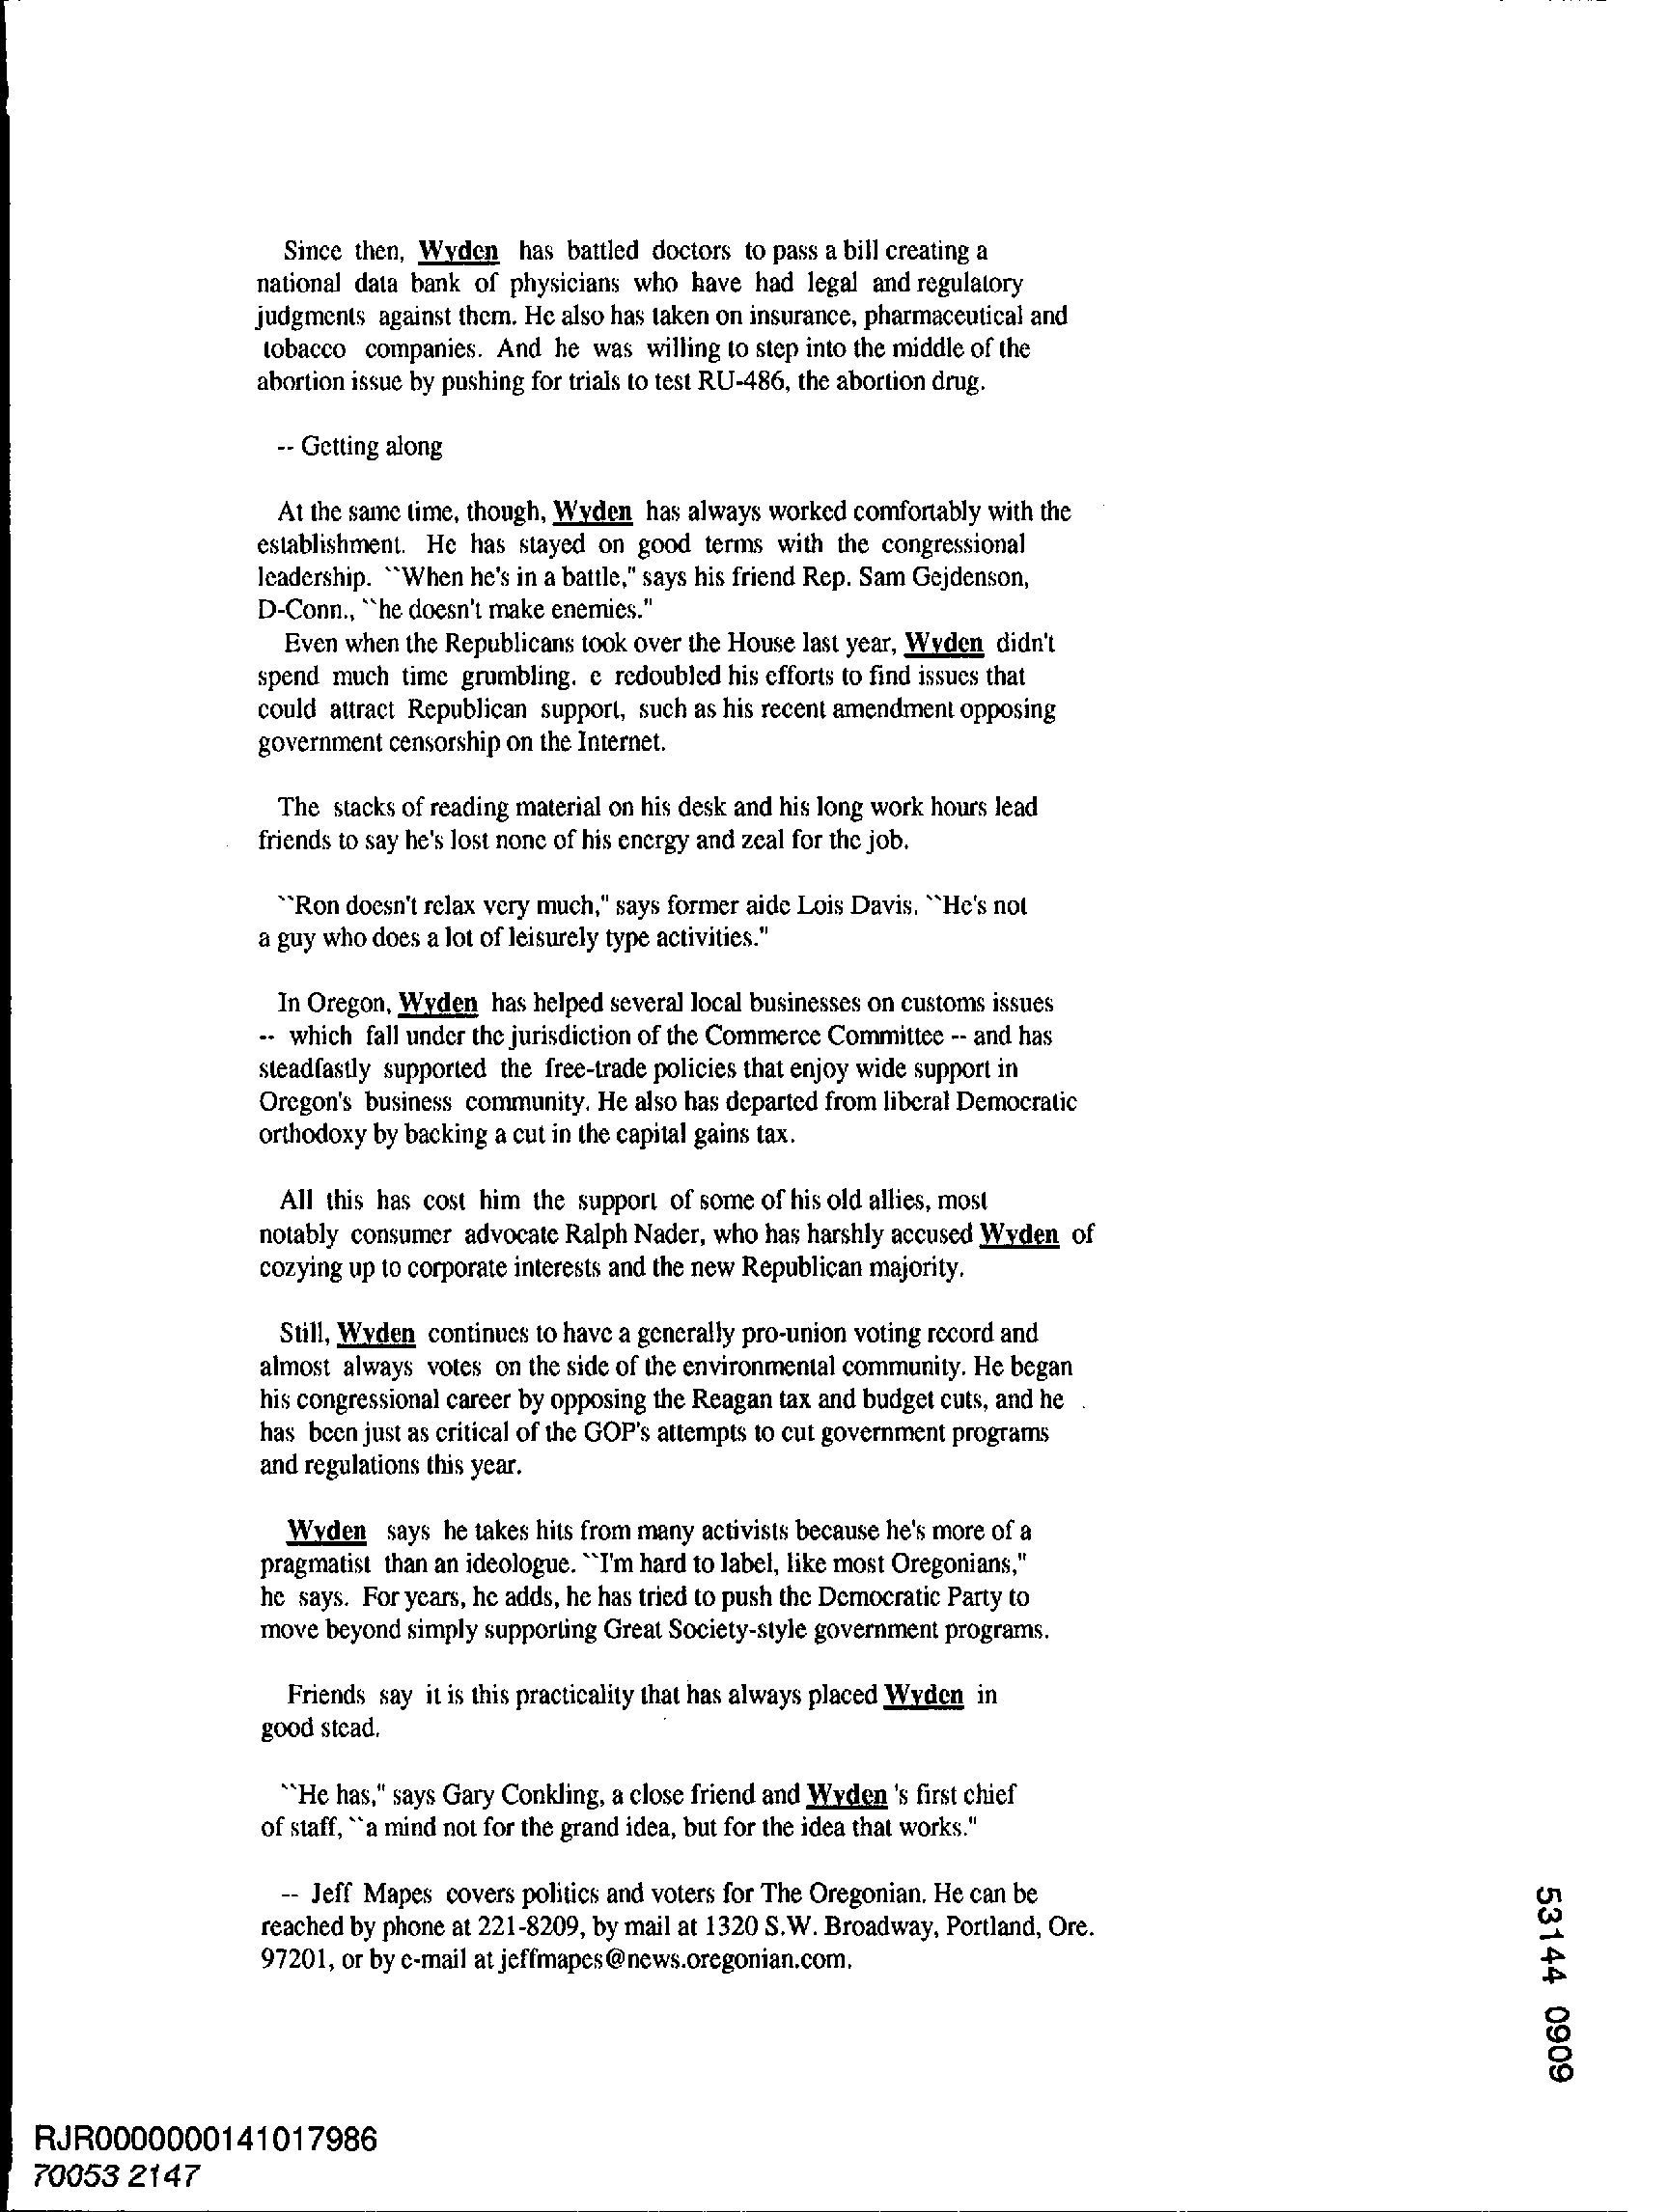 Since then, Wyden has battled doctors to pass a bill creating a
national data bank of physicians who have had legal and regulatory
judgments against them. He also has taken on insurance, pharmaceutical and
tobacco companies. And he was willing to step into the middle of the
abortion issue by pushing for trials to test RU-486, the abortion drug.
-- Getting along
At the same time, though, Wyden has always worked comfortably with the
establishment. He has stayed on good terms with the congressional
leadership. ``When he's in a battle," says his friend Rep. Sam Gejdenson,
D-Conn., ``he doesn't make enemies."
Even when the Republicans took over the House last year, Wyden didn't
spend much time grumbling. e redoubled his efforts to find issues that
could attract Republican support, such as his recent amendment opposing
government censorship on the Internet.
The stacks of reading material on his desk and his long work hours lead
friends to say he's lost none of his energy and zeal for the job.
``Ron doesn't relax very much," says former aide Lois Davis. ``He's not
a guy who does a lot of leisurely type activities."
In Oregon, Wyden has helped several local businesses on customs issues
-- which fall under the jurisdiction of the Commerce Committee -- and has
steadfastly supported the free-trade policies that enjoy wide support in
Oregon's business community. He also has departed from liberal Democratic
orthodoxy by backing a cut in the capital gains tax.
All this has cost him the support of some of his old allies, most
notably consumer advocate Ralph Nader, who has harshly accused Wyden of
cozying up to corporate interests and the new Republican majority.
Still, Wyden continues to have a generally pro-union voting record and
almost always votes on the side of the environmental community. He began
his congressional career by opposing the Reagan tax and budget cuts, and he
has been just as critical of the GOP's attempts to cut government programs
and regulations this year.
Wyden says he takes hits from many activists because he's more of a
pragmatist than an ideologue. ``I'm hard to label, like most Oregonians,"
he says. For years, he adds, he has tried to push the Democratic Party to
move beyond simply supporting Great Society-style government programs.
Friends say it is this practicality that has always placed Wyden in
good stead.
``He has," says Gary Conkling, a close friend and Wyden 's first chief
of staff, ``a mind not for the grand idea, but for the idea that works."
-- Jeff Mapes covers politics and voters for The Oregonian. He can be
reached by phone at 221-8209, by mail at 1320 S.W. Broadway, Portland, Ore.
97201, or by e-mail at jeffmapes@news.oregonian.com.
53144 0909
RJR0000000141017986
70053 2147